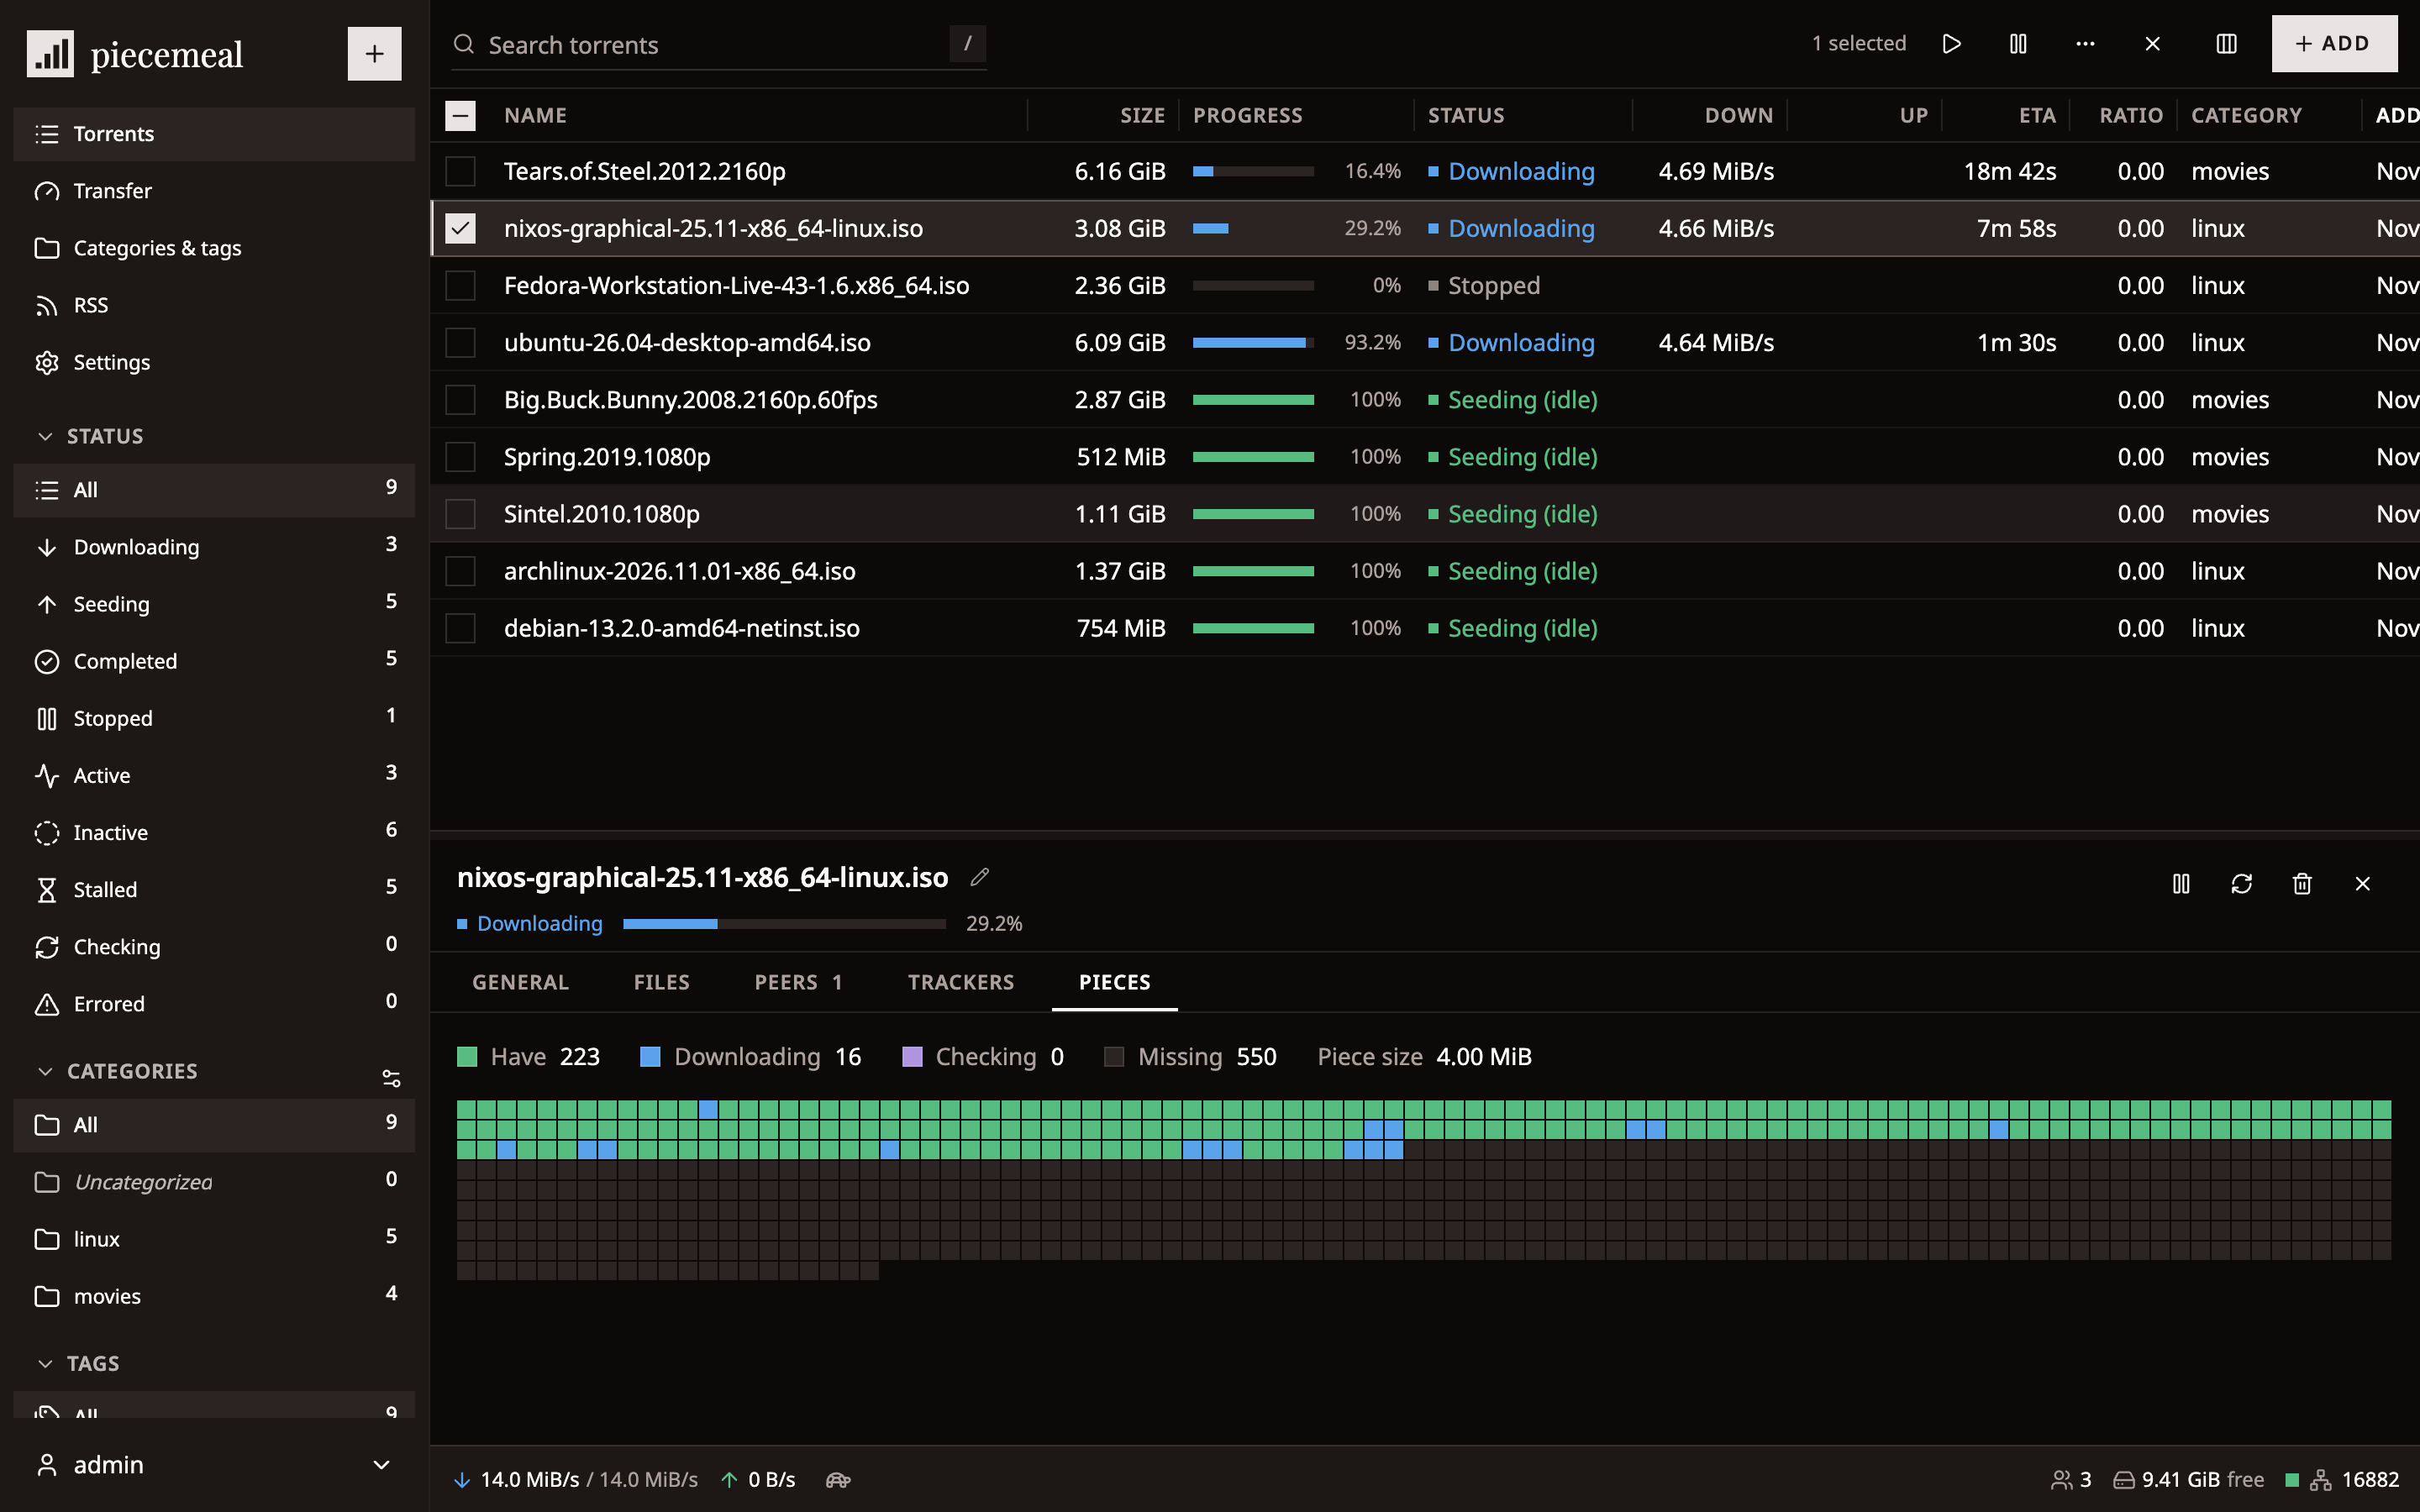 piecemeal
Torrents
Transfer
Categories & tags
RSS
Settings
STATUS
All 9
Downloading 3
Seeding 5
Completed 5
Stopped 1
Active 3
Inactive 6
Stalled 5
Checking 0
Errored 0
CATEGORIES
All 9
Uncategorized 0
linux 5
movies 4
TAGS
All 9
admin
Search torrents /
1 selected
+ ADD
NAME SIZE PROGRESS STATUS DOWN UP ETA RATIO CATEGORY ADD
Tears.of.Steel.2012.2160p 6.16 GiB 16.4% Downloading 4.69 MiB/s 18m 42s 0.00 movies Nov
nixos-graphical-25.11-x86_64-linux.iso 3.08 GiB 29.2% Downloading 4.66 MiB/s 7m 58s 0.00 linux Nov
Fedora-Workstation-Live-43-1.6.x86_64.iso 2.36 GiB 0% Stopped 0.00 linux Nov
ubuntu-26.04-desktop-amd64.iso 6.09 GiB 93.2% Downloading 4.64 MiB/s 1m 30s 0.00 linux Nov
Big.Buck.Bunny.2008.2160p.60fps 2.87 GiB 100% Seeding (idle) 0.00 movies Nov
Spring.2019.1080p 512 MiB 100% Seeding (idle) 0.00 movies Nov
Sintel.2010.1080p 1.11 GiB 100% Seeding (idle) 0.00 movies Nov
archlinux-2026.11.01-x86_64.iso 1.37 GiB 100% Seeding (idle) 0.00 linux Nov
debian-13.2.0-amd64-netinst.iso 754 MiB 100% Seeding (idle) 0.00 linux Nov
nixos-graphical-25.11-x86_64-linux.iso
Downloading 29.2%
GENERAL FILES PEERS 1 TRACKERS PIECES
Have 223 Downloading 16 Checking 0 Missing 550 Piece size 4.00 MiB
14.0 MiB/s / 14.0 MiB/s 0 B/s
3 9.41 GiB free 16882